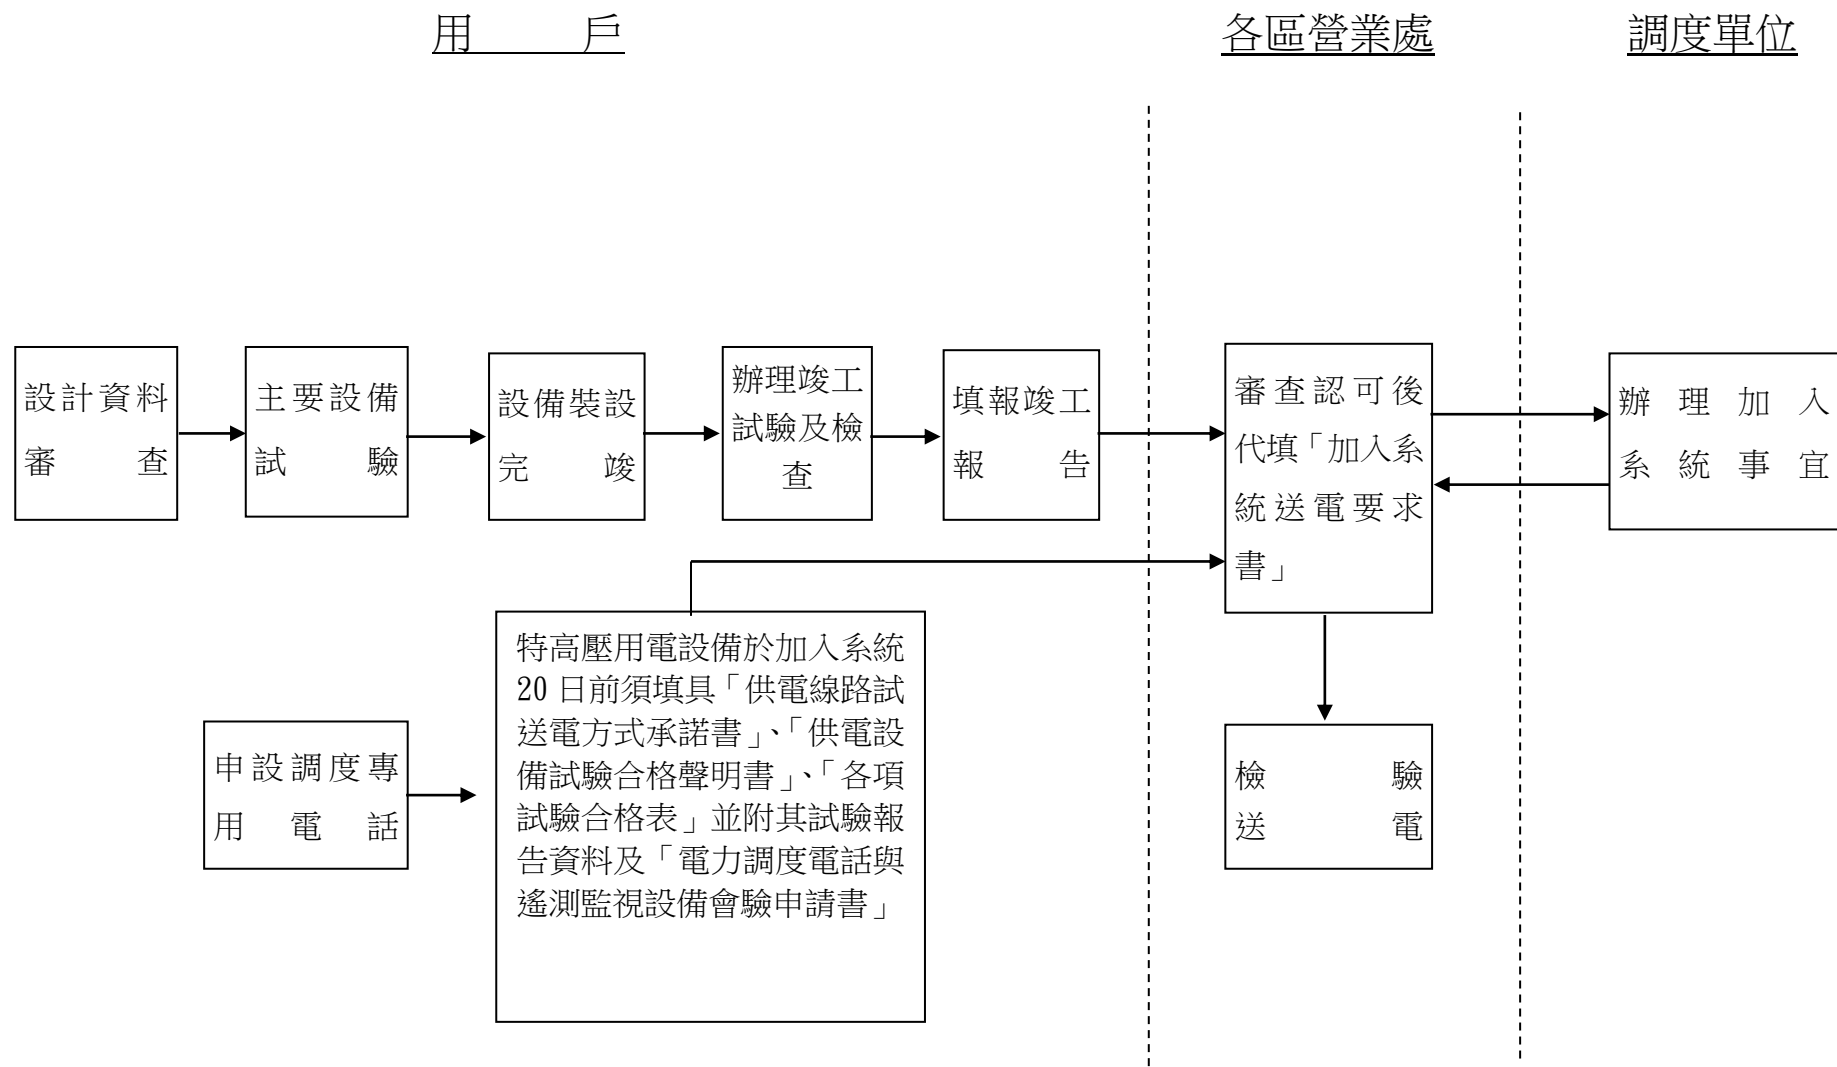 用 戶
各區營業處
調度單位
設計資料
審 查
主要設備
試 驗
設備裝設
完 竣
辦理竣工
試驗及檢
查
填報竣工
報 告
審查認可後
代填「加入系
統送電要求
書」
辦理加入
系統事宜
申設調度專
用 電 話
特高壓用電設備於加入系統
20日前須填具「供電線路試
送電方式承諾書」、「供電設
備試驗合格聲明書」、「各項
試驗合格表」並附其試驗報
告資料及「電力調度電話與
遙測監視設備會驗申請書」
檢 驗
送 電